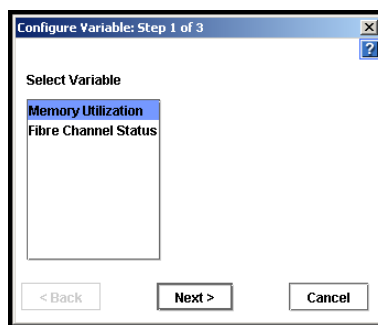 Configure Variable: Step 1 of 3
?
Select Variable
Memory Utilization
Fibre Channel Status
< Back Next > Cancel